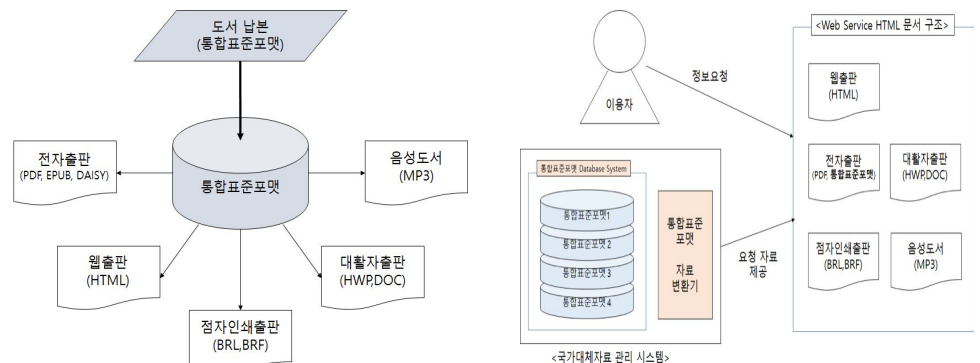 도서 납본
(통합표준포맷)
전자출판
(PDF, EPUB, DAISY)
통합표준포맷
음성도서
(MP3)
웹출판
(HTML)
대활자출판
(HWP,DOC)
점자인쇄출판
(BRL,BRF)
이용자
정보요청
<Web Service HTML 문서 구조>
웹출판
(HTML)
전자출판
(PDF, 통합표준포맷)
대활자출판
(HWP,DOC)
점자인쇄출판
(BRL,BRF)
음성도서
(MP3)
통합표준포맷 Database System
통합표준포맷1
통합표준포맷 2
통합표준포맷 3
통합표준포맷 4
통합표준
포맷
자료
변환기
요청 자료
제공
<국가대체자료 관리 시스템>